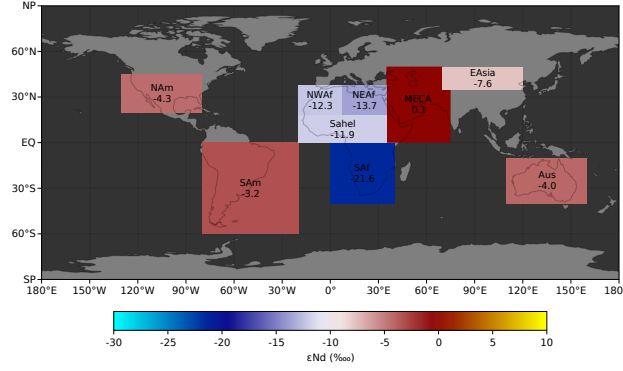 NP
60°N
30°N
EQ
30°S
60°S
SP
NAm
-4.3
NWAf
-12.3
NEAf
-13.7
MECA
0.1
EAsia
-7.6
Sahel
-11.9
SAm
-3.2
SAf
-21.6
Aus
-4.0
180°W 150°W 120°W 90°W 60°W 30°W 0° 30°E 60°E 90°E 120°E 150°E 180°
-30 -25 -20 -15 -10 -5 0 5 10
εNd (‱)